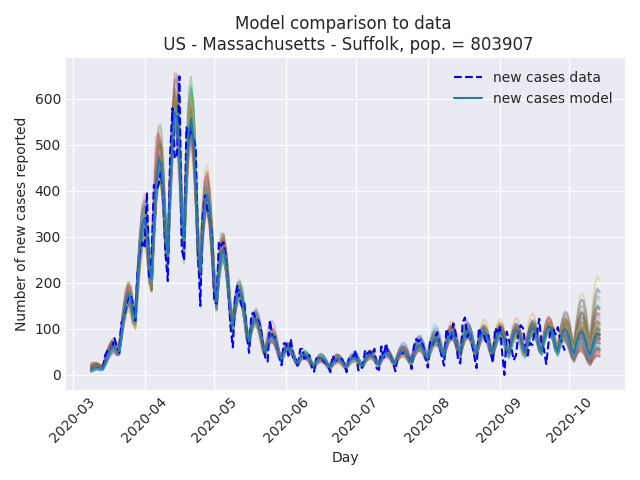 Model comparison to data
US - Massachusetts - Suffolk, pop. = 803907
new cases data
new cases model
Number of new cases reported
600
500
400
300
200
100
0
2020-03
2020-04
2020-05
2020-06
2020-07
2020-08
2020-09
2020-10
Day